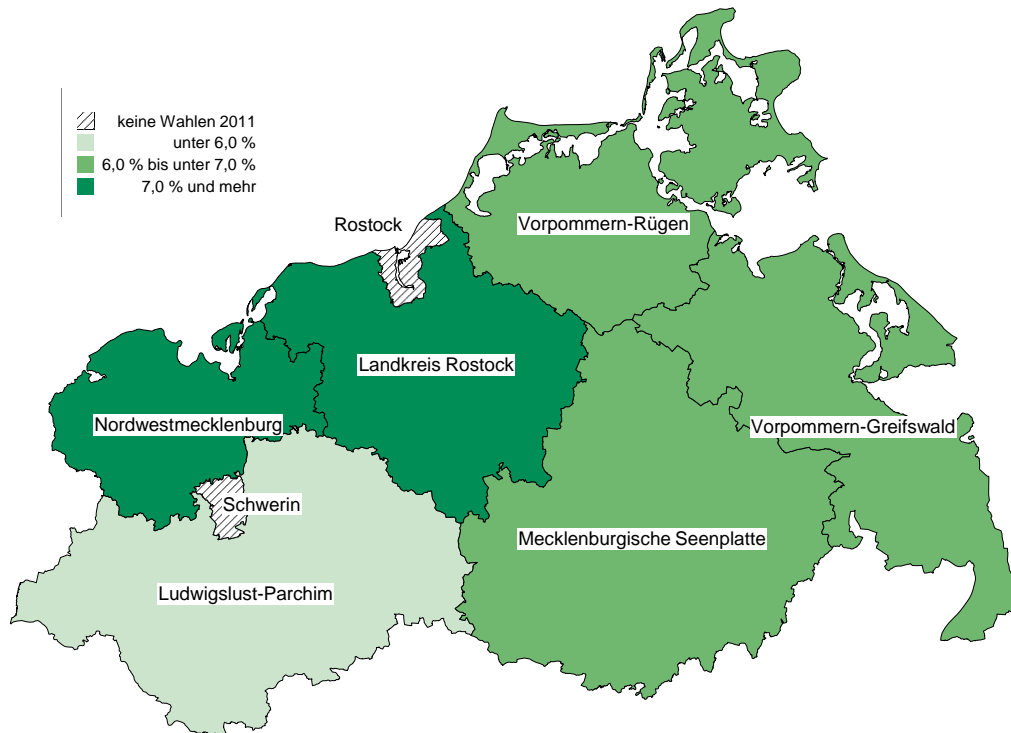 keine Wahlen 2011
unter 6,0 %
6,0 % bis unter 7,0 %
7,0 % und mehr
Rostock
Vorpommern-Rügen
Landkreis Rostock
Nordwestmecklenburg
Vorpommern-Greifswald
Schwerin
Mecklenburgische Seenplatte
Ludwigslust-Parchim